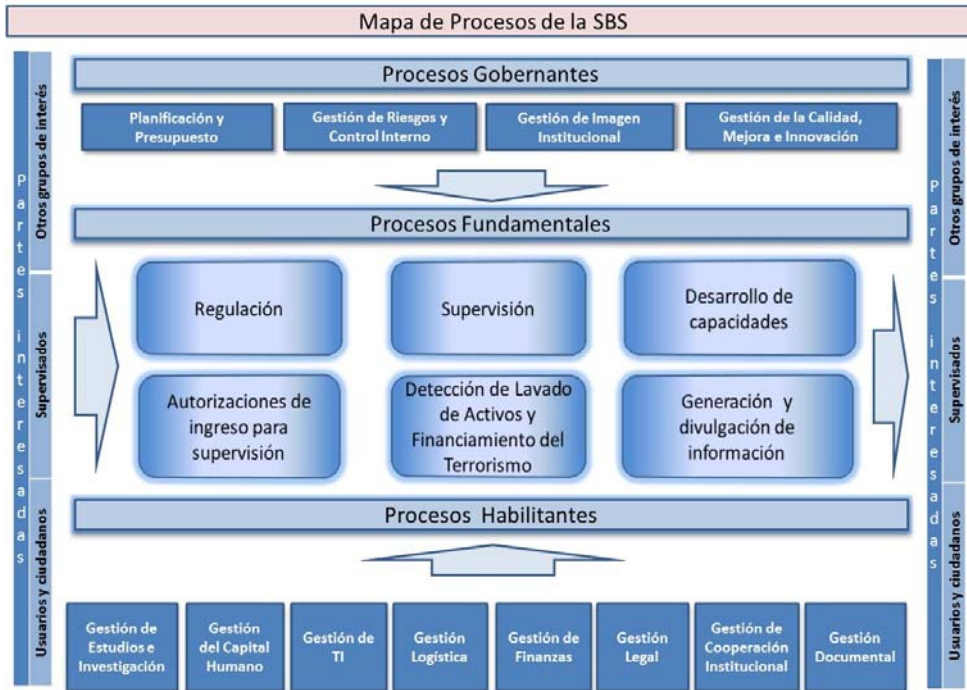 Mapa de Procesos de la SBS
Partes interesadas
Otros grupos de interés
Supervisados
Usuarios y ciudadanos
Procesos Gobernantes
Planificación y
Presupuesto
Gestión de Riesgos y
Control Interno
Gestión de Imagen
Institucional
Gestión de la Calidad,
Mejora e Innovación
Procesos Fundamentales
Regulación
Supervisión
Desarrollo de
capacidades
Autorizaciones de
ingreso para
supervisión
Detección de Lavado
de Activos y
Financiamiento del
Terrorismo
Generación y
divulgación de
información
Procesos Habilitantes
Gestión de
Estudios e
Investigación
Gestión
del Capital
Humano
Gestión de
TI
Gestión
Logística
Gestión de
Finanzas
Gestión
Legal
Gestión de
Cooperación
Institucional
Gestión
Documental
Otros grupos de interés
Supervisados
Usuarios y ciudadanos
Partes interesadas